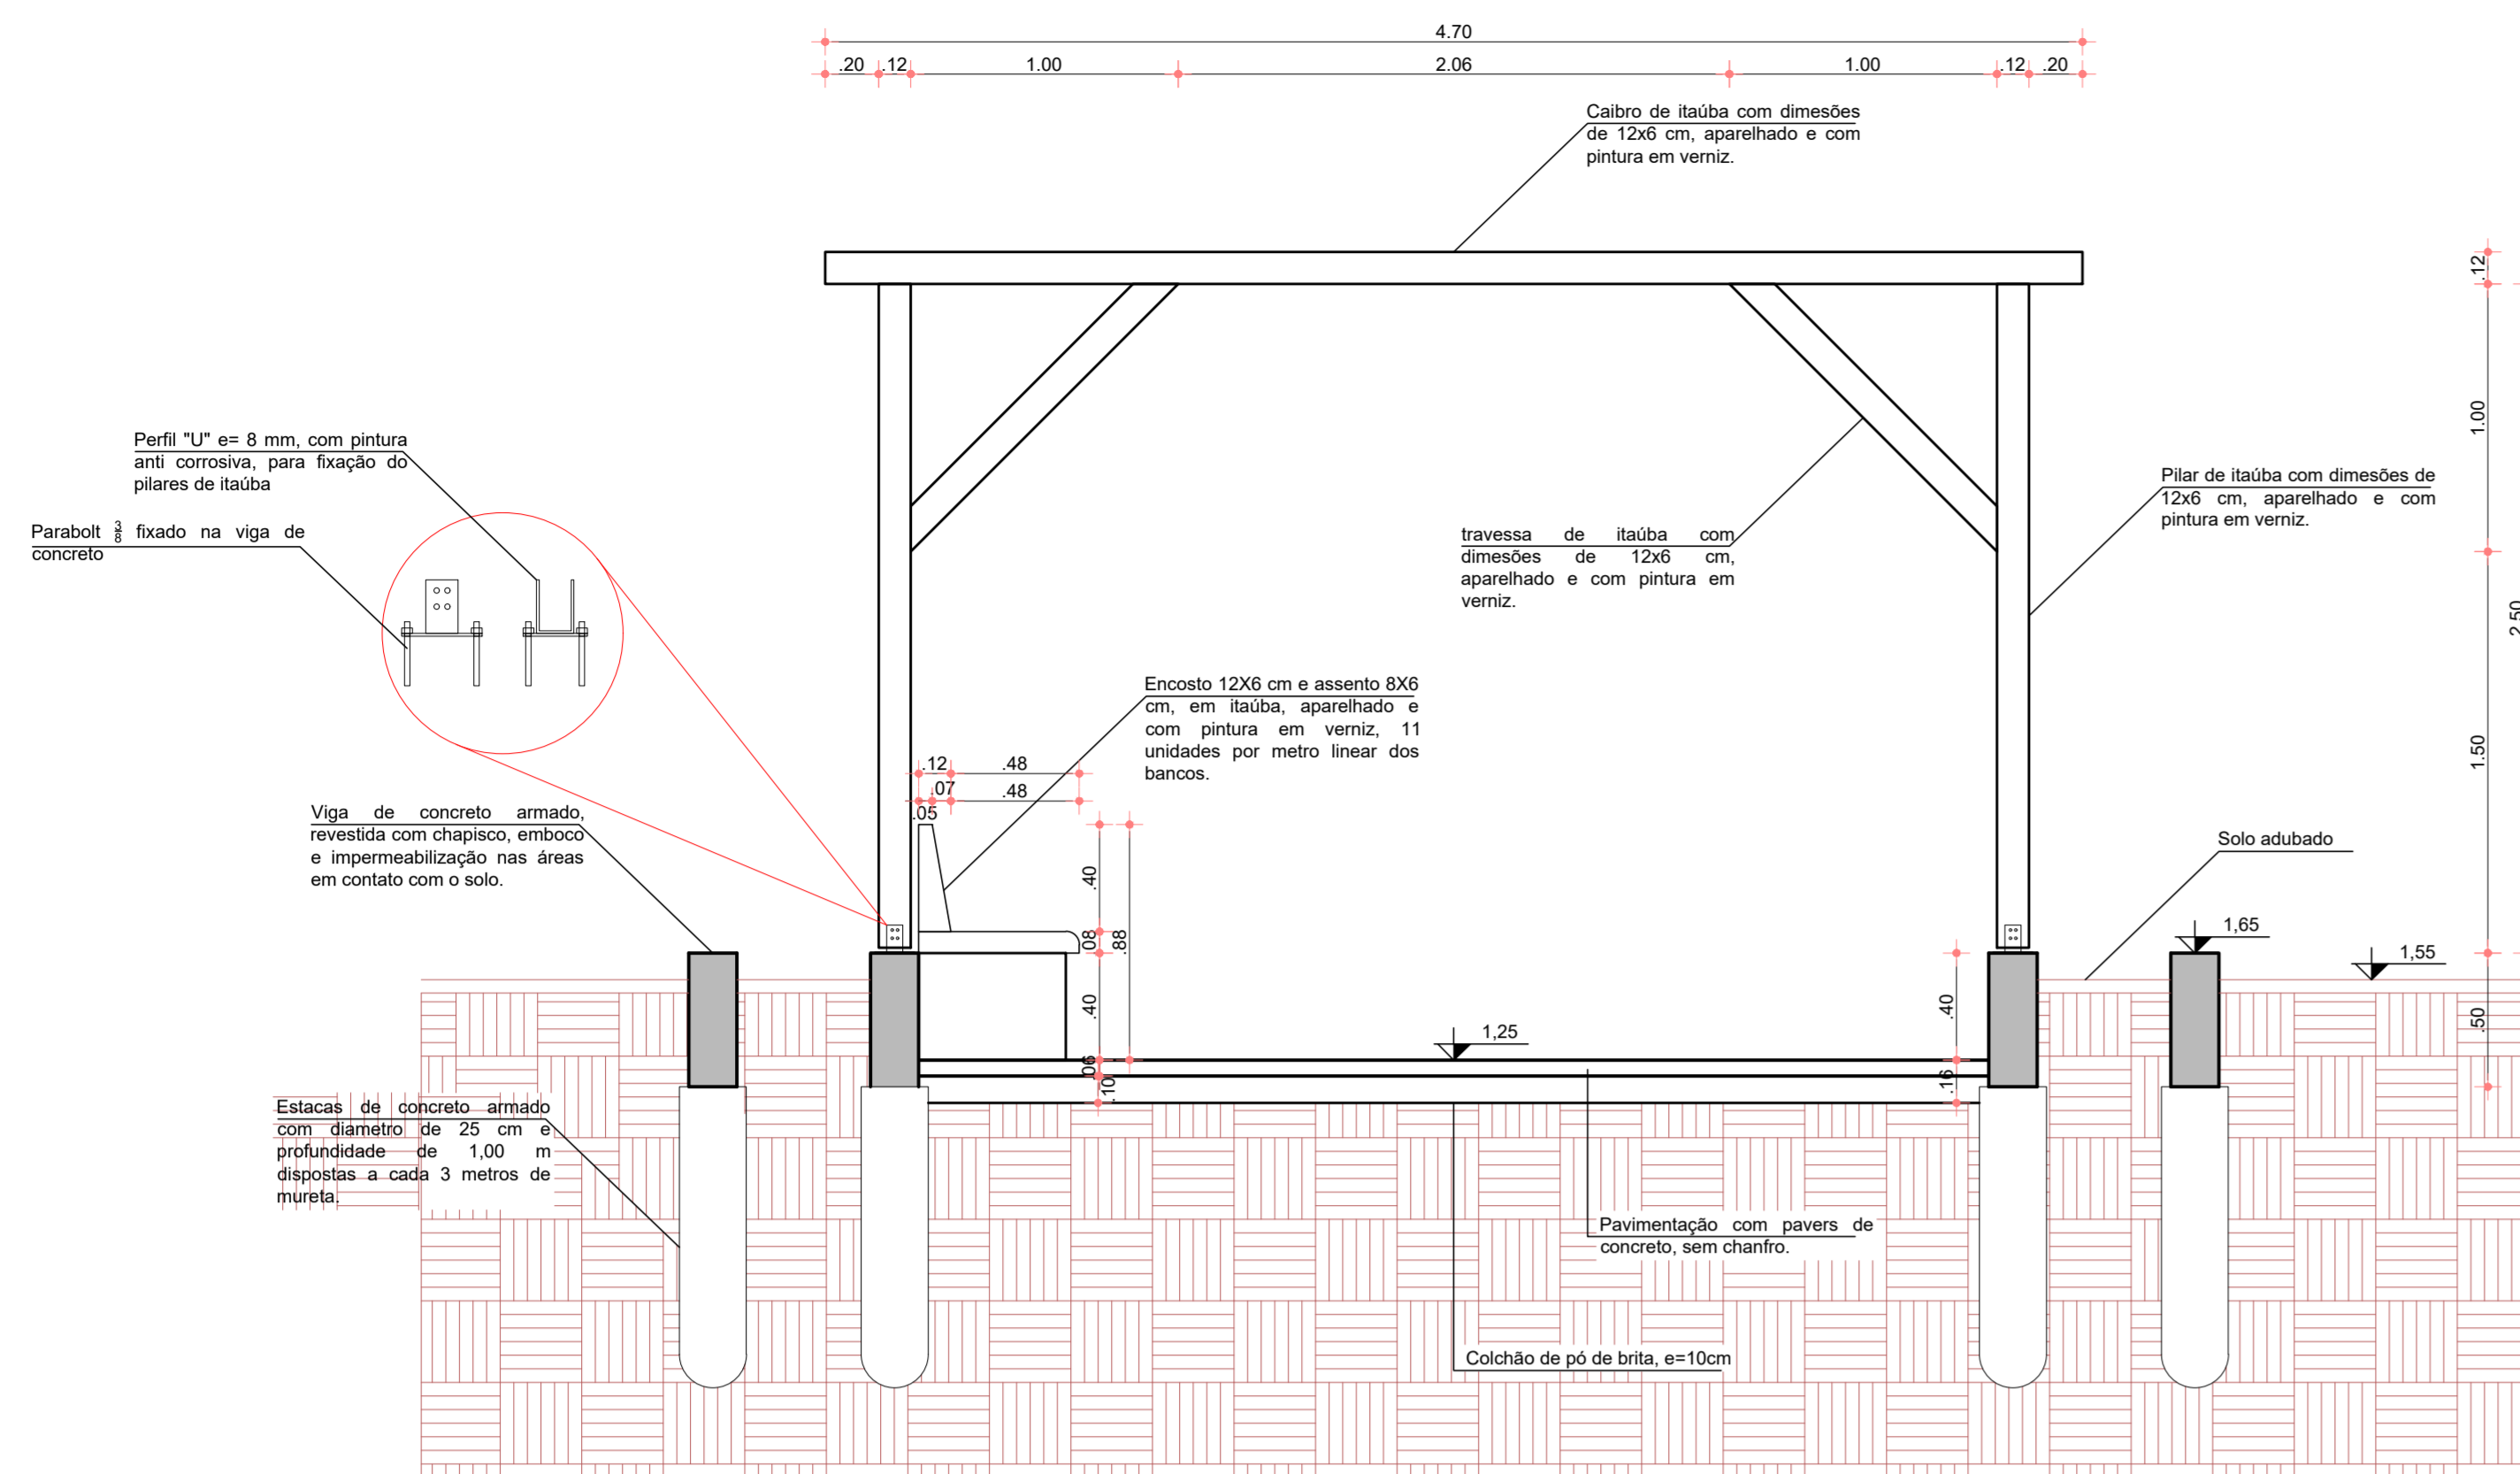 4.70
.20 .12 1.00 2.06 1.00 .12 .20
Caibro de itaúba com dimesões
de 12x6 cm, aparelhado e com
pintura em verniz.
.12
1.00
2.50
1.50
.50
Perfil "U" e= 8 mm, com pintura
anti corrosiva, para fixação do
pilares de itaúba
Parabolt 3/8 fixado na viga de
concreto
Pilar de itaúba com dimesões de
12x6 cm, aparelhado e com
pintura em verniz.
travessa de itaúba com
dimesões de 12x6 cm,
aparelhado e com pintura em
verniz.
Encosto 12X6 cm e assento 8X6
cm, em itaúba, aparelhado e
com pintura em verniz, 11
unidades por metro linear dos
bancos.
.12 .48
.07 .48
.05
.40
.08
.88
.40
.06
.10
Viga de concreto armado,
revestida com chapisco, emboco
e impermeabilização nas áreas
em contato com o solo.
Solo adubado
1,65
1,55
1,25
.40
.16
Estacas de concreto armado
com diametro de 25 cm e
profundidade de 1,00 m
dispostas a cada 3 metros de
mureta.
Pavimentação com pavers de
concreto, sem chanfro.
Colchão de pó de brita, e=10cm